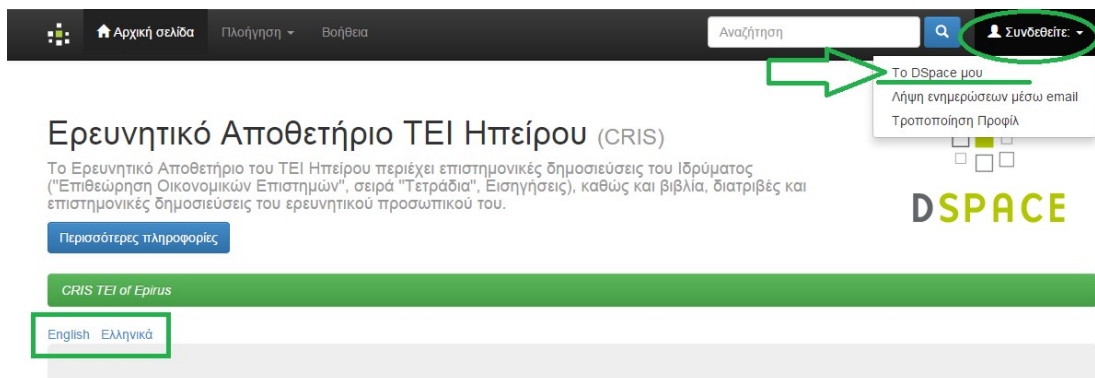 Αρχική σελίδα Πλοήγηση Βοήθεια Αναζήτηση Συνδεθείτε:
Το DSpace μου
Λήψη ενημερώσεων μέσω email
Τροποποίηση Προφίλ
Ερευνητικό Αποθετήριο ΤΕΙ Ηπείρου (CRIS)
Το Ερευνητικό Αποθετήριο του ΤΕΙ Ηπείρου περιέχει επιστημονικές δημοσιεύσεις του Ιδρύματος
("Επιθεώρηση Οικονομικών Επιστημών", σειρά "Τετράδια", Εισηγήσεις), καθώς και βιβλία, διατριβές και
επιστημονικές δημοσιεύσεις του ερευνητικού προσωπικού του.
DSPACE
Περισσότερες πληροφορίες
CRIS TEI of Epirus
English Ελληνικά